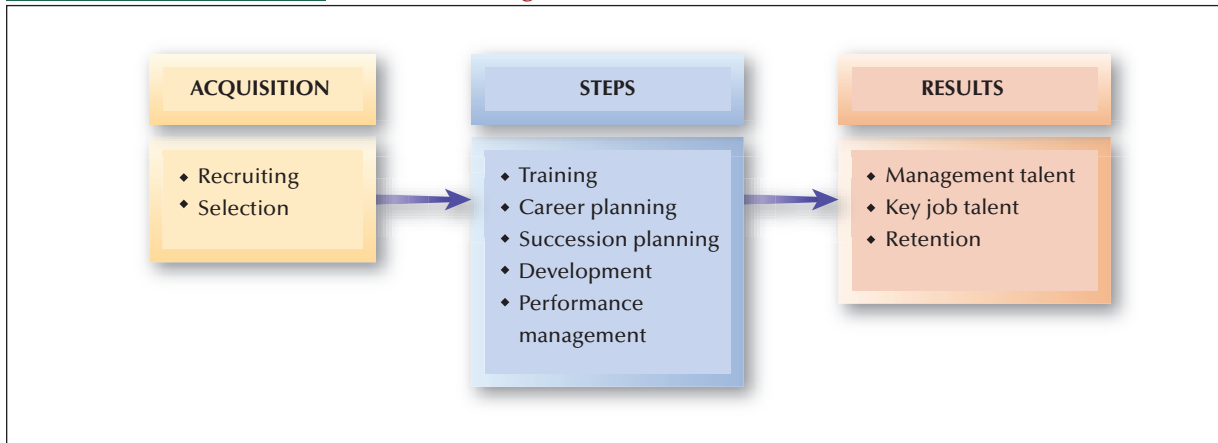 ACQUISITION
◆ Recruiting
◆ Selection
STEPS
◆ Training
◆ Career planning
◆ Succession planning
◆ Development
◆ Performance
management
RESULTS
◆ Management talent
◆ Key job talent
◆ Retention